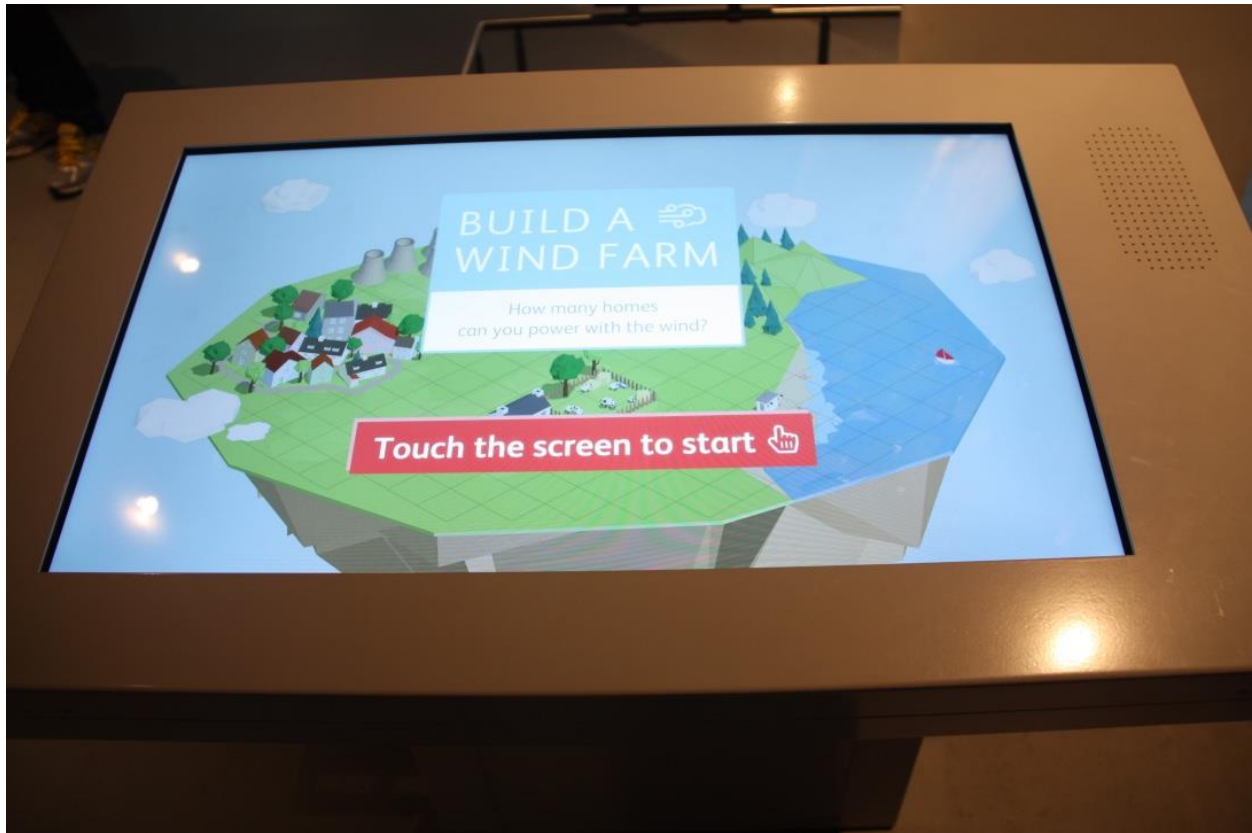 BUILD A
WIND FARM
How many homes
can you power with the wind?
Touch the screen to start